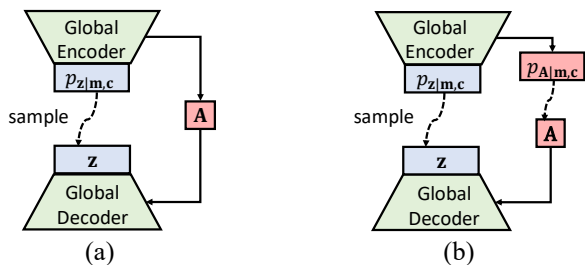 Global
Encoder
p_{z|m,c}
sample
A
z
Global
Decoder
(a)
Global
Encoder
p_{z|m,c}
p_{A|m,c}
sample
A
z
Global
Decoder
(b)